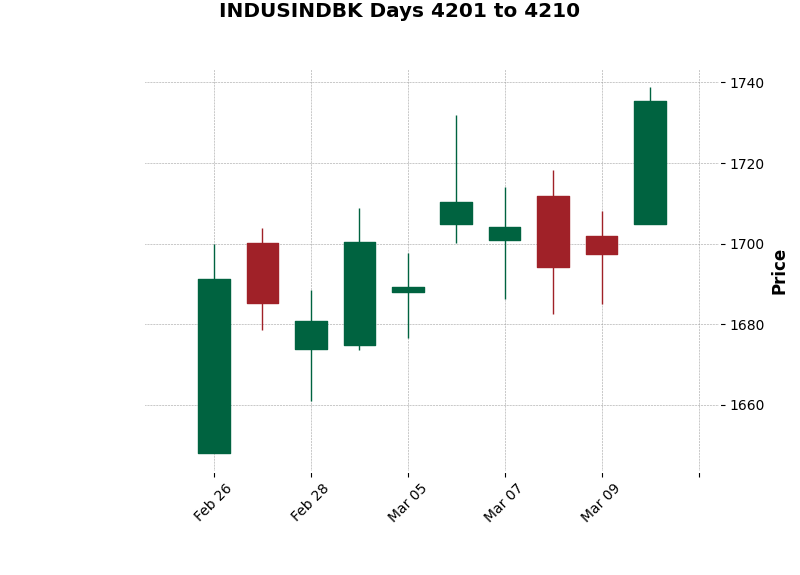 INDUSINDBK Days 4201 to 4210
1740
1720
1700
1680
1660
Price
Feb 26
Feb 28
Mar 05
Mar 07
Mar 09